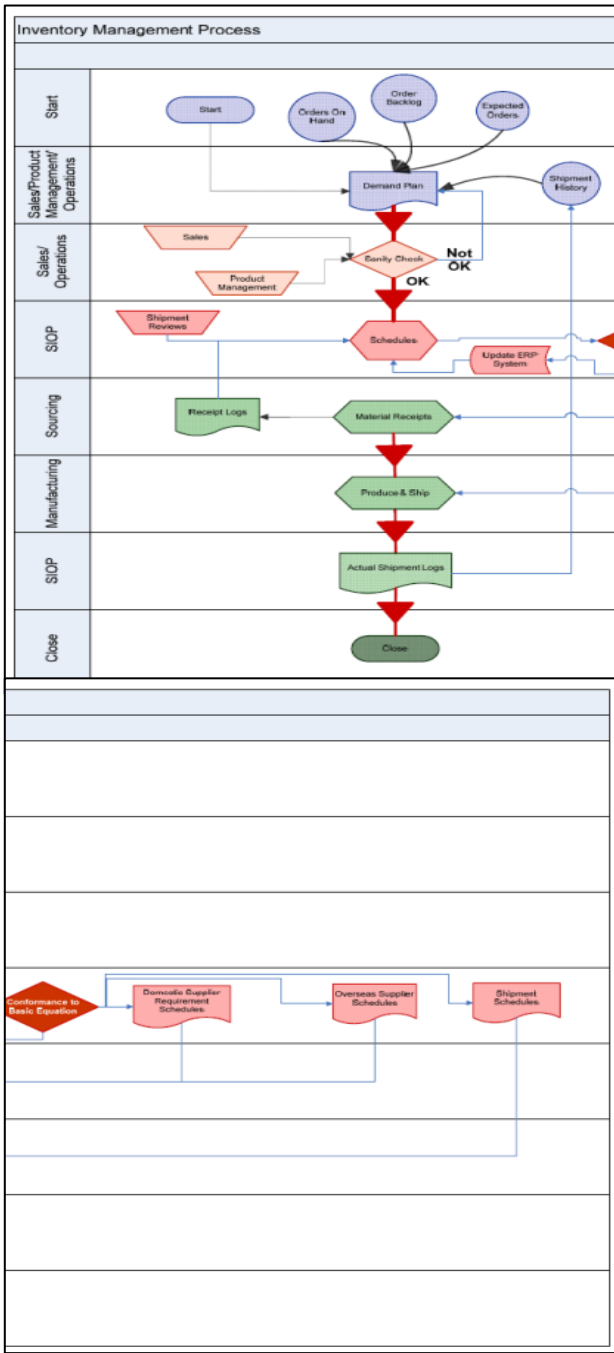 Inventory Management Process
Start
Start
Orders On
Hand
Order
Backlog
Expected
Orders
Sales/Product
Management/
Operations
Demand Plan
Shipment
History
Sales/
Operations
Sales
Product
Management
Sanity Check
Not
OK
OK
SIOP
Shipment
Reviews
Schedules
Update ERP
System
Sourcing
Receipt Logs
Material Receipts
Manufacturing
Produce & Ship
SIOP
Actual Shipment Logs
Close
Close
Conformance to
Basic Equation
Domestic Supplier
Requirement
Schedules
Overseas Supplier
Schedules
Shipment
Schedules